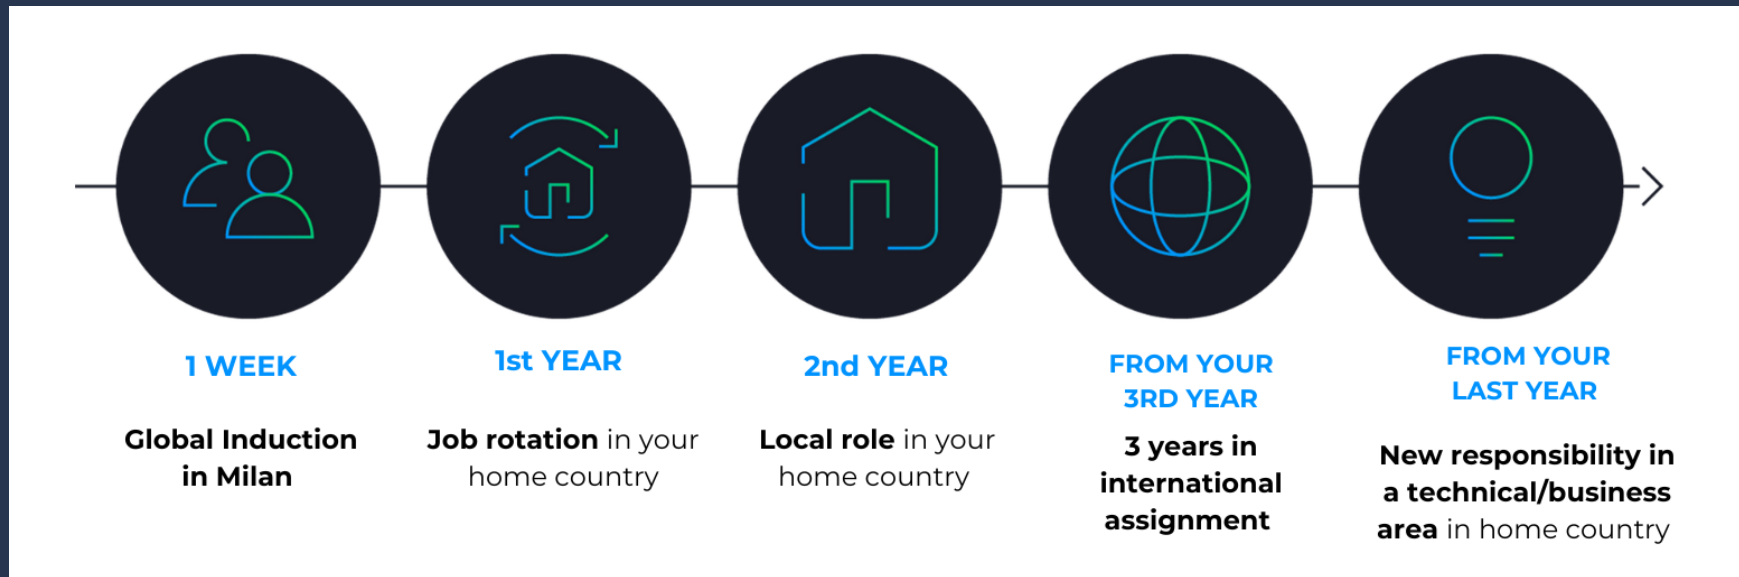 1 WEEK
Global Induction
in Milan
1st YEAR
Job rotation in your
home country
2nd YEAR
Local role in your
home country
FROM YOUR
3RD YEAR
3 years in
international
assignment
FROM YOUR
LAST YEAR
New responsibility in
a technical/business
area in home country